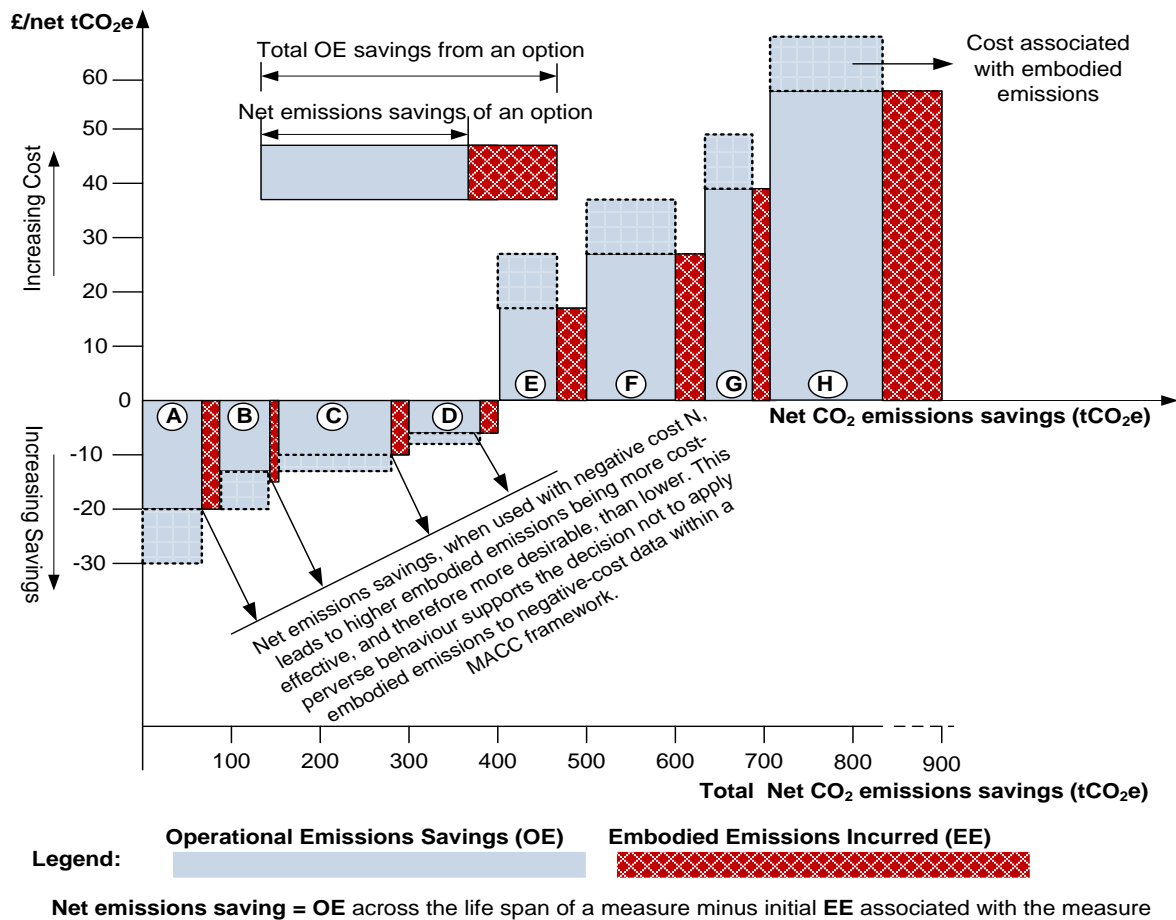 £/net tCO₂e
Total OE savings from an option
Net emissions savings of an option
Cost associated
with embodied
emissions
60
50
40
30
20
10
0
-10
-20
-30
Increasing Cost
Increasing Savings
A
B
C
D
E
F
G
H
Net CO₂ emissions savings (tCO₂e)
Net emissions savings, when used with negative cost N,
leads to higher embodied emissions being more cost-
effective, and therefore more desirable, than lower. This
perverse behaviour supports the decision not to apply
embodied emissions to negative-cost data within a
MACC framework.
100 200 300 400 500 600 700 800 900
Total Net CO₂ emissions savings (tCO₂e)
Operational Emissions Savings (OE)
Embodied Emissions Incurred (EE)
Legend:
Net emissions saving = OE across the life span of a measure minus initial EE associated with the measure